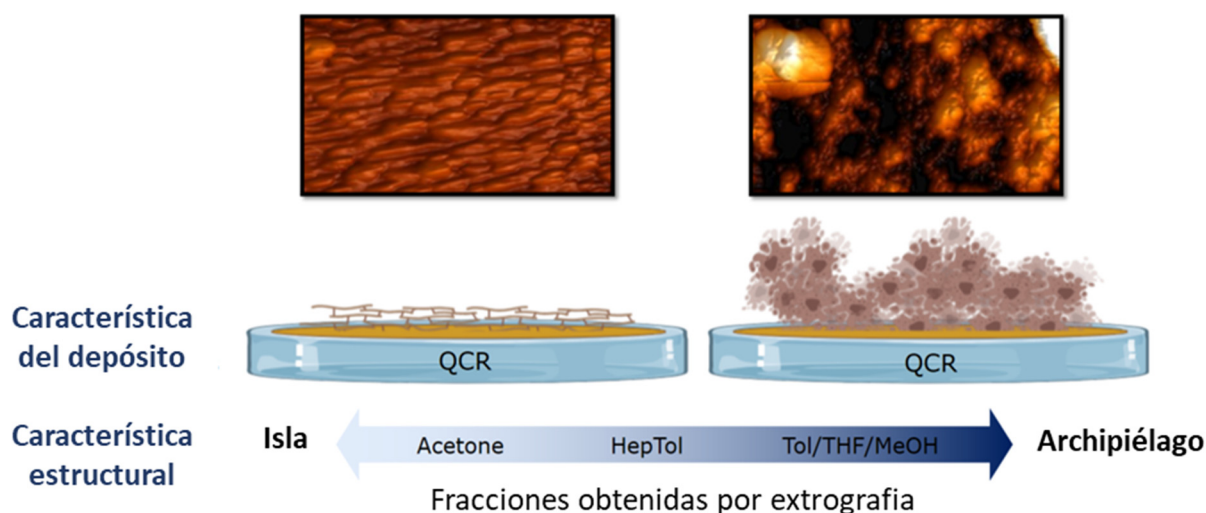 Característica
del depósito
QCR
QCR
Característica
estructural
Isla
Acetone
HepTol
Tol/THF/MeOH
Archipiélago
Fracciones obtenidas por extrografia